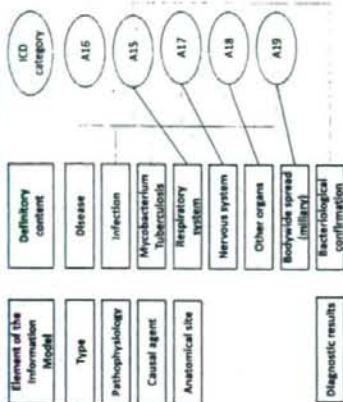 Element of the
Information
Model
Definitory
content
ICD
category
Type
Disease
A16
Pathophysiology
Infection
A15
Causal agent
Mycobacterium
Tuberculosis
A17
Anatomical site
Respiratory
system
A18
Nervous system
A19
Other organs
Bodywide spread
(miliary)
Diagnostic results
Bacteriological
confirmation